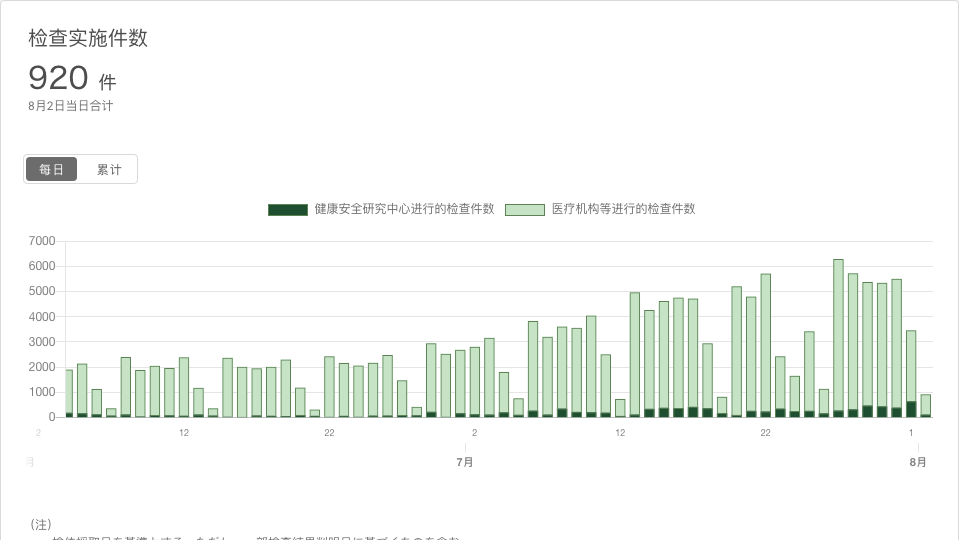 检查实施件数
920 件
8月2日当日合计
每日 累计
健康安全研究中心进行的检查件数 医疗机构等进行的检查件数
7000
6000
5000
4000
3000
2000
1000
0
2 12 22 2 12 22 1
月 7月 8月
(注)